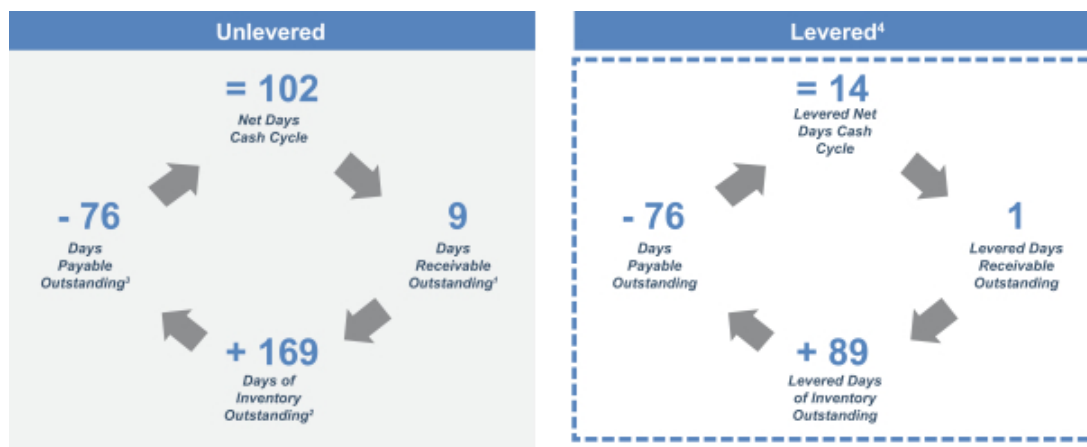 Unlevered
= 102
Net Days
Cash Cycle
- 76
Days
Payable
Outstanding³
9
Days
Receivable
Outstanding¹
+ 169
Days of
Inventory
Outstanding²
Levered⁴
= 14
Levered Net
Days Cash
Cycle
- 76
Days
Payable
Outstanding
1
Levered Days
Receivable
Outstanding
+ 89
Levered Days
of Inventory
Outstanding